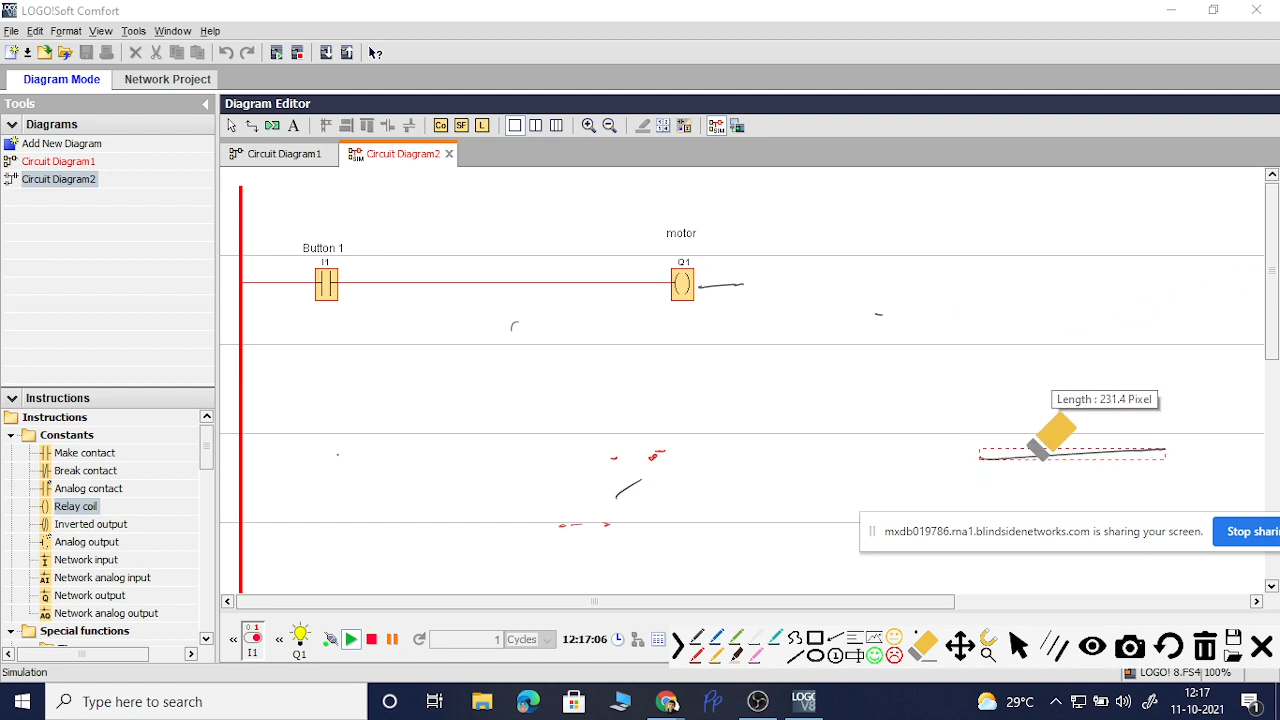 LOGO!Soft Comfort
File Edit Format View Tools Window Help
Diagram Mode Network Project
Tools
Diagram Editor
Diagrams
Add New Diagram
Circuit Diagram1
Circuit Diagram2
Co SF L
Circuit Diagram1 Circuit Diagram2
motor
Button 1
I1 Q1
Length : 231.4 Pixel
Instructions
Instructions
Constants
Make contact
Break contact
Analog contact
Relay coil
Inverted output
Analog output
Network input
Network analog input
Network output
Network analog output
Special functions
mxdb019786.rna1.blindsidenetworks.com is sharing your screen. Stop shari
0 1
I1 Q1 1 Cycles 12:17:06
Simulation
LOGO! 8.FS4 100%
Type here to search
29°C
12:17
11-10-2021